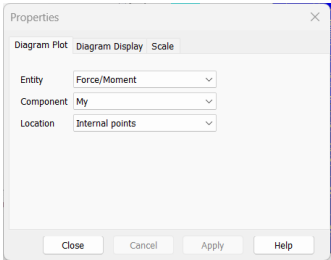 Properties
Diagram Plot Diagram Display Scale
Entity Force/Moment
Component My
Location Internal points
Close Cancel Apply Help